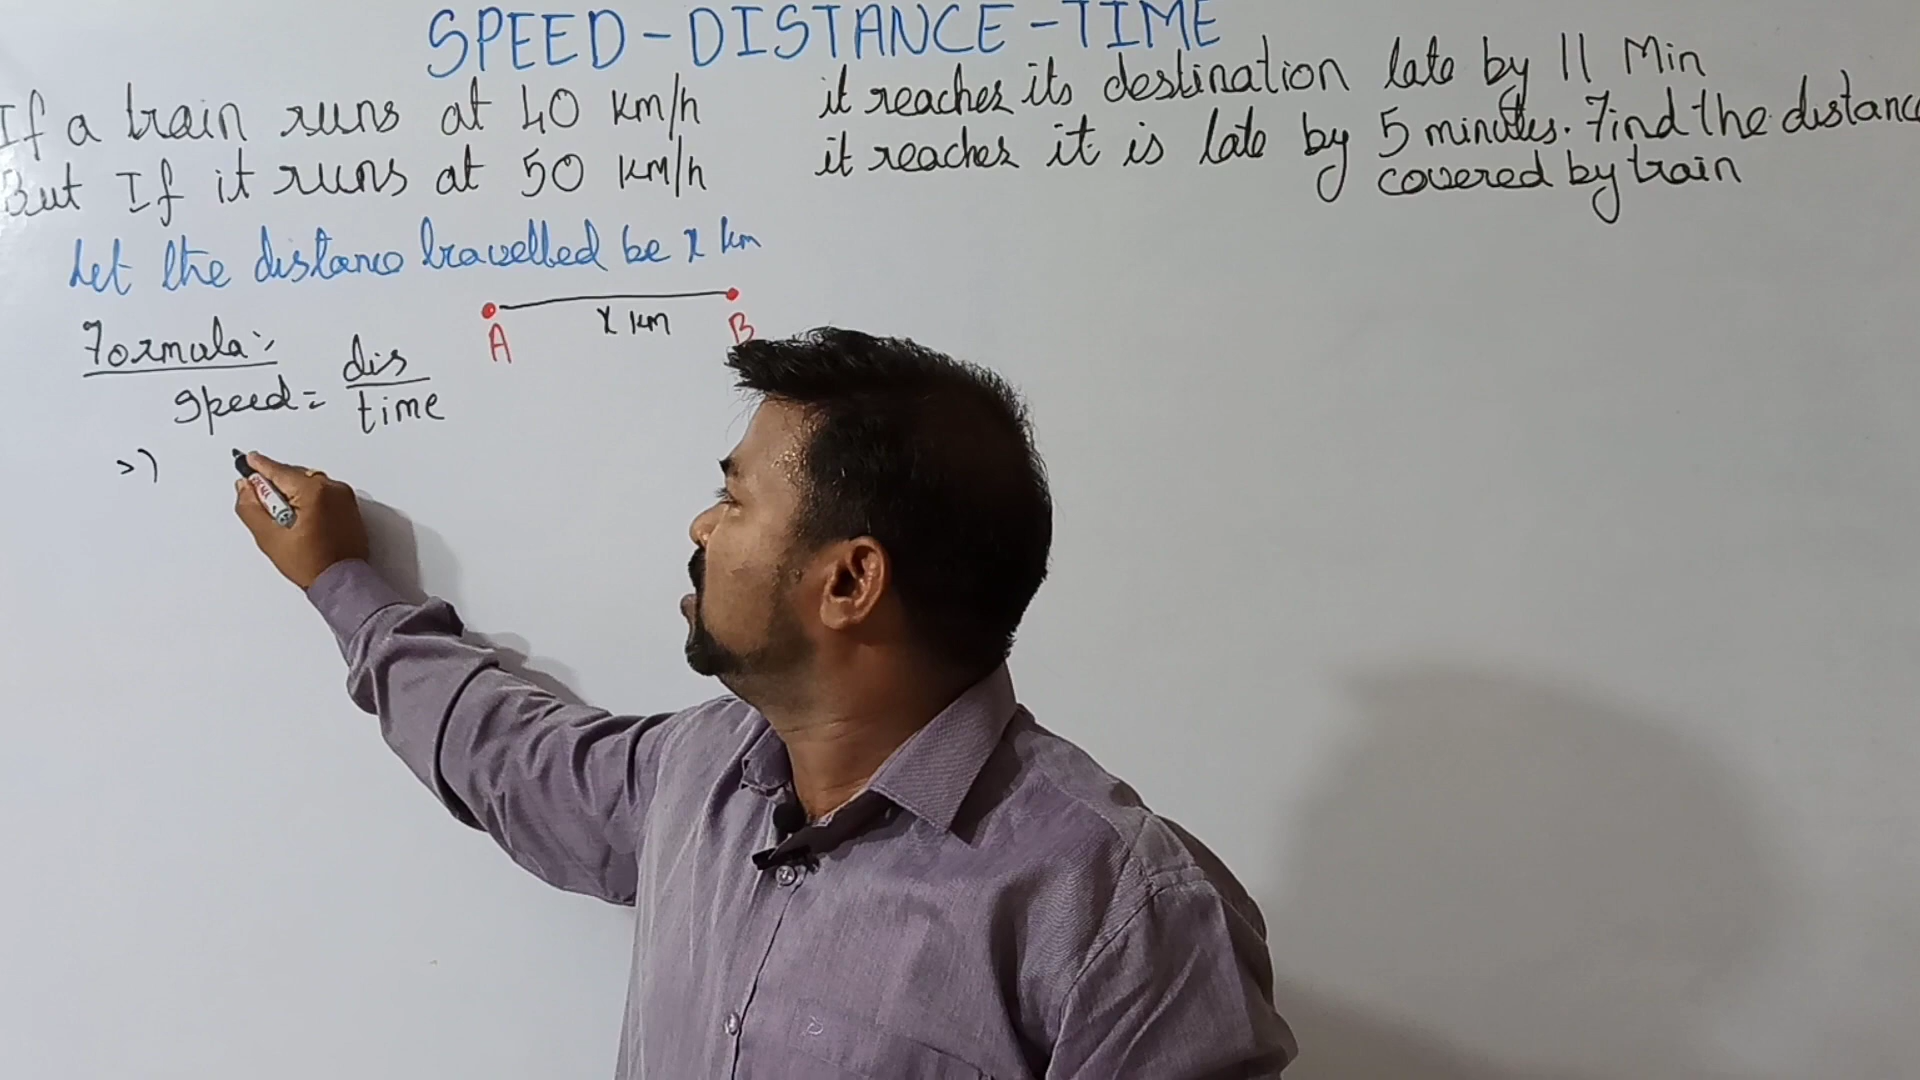 SPEED-DISTANCE-TIME
If a train runs at 40 km/h it reaches its destination late by 11 Min
But If it runs at 50 km/h it reaches it is late by 5 minutes. Find the distance
covered by train
Let the distance travelled be x km
x km
A B
Formula:-
speed = dis
time
=>